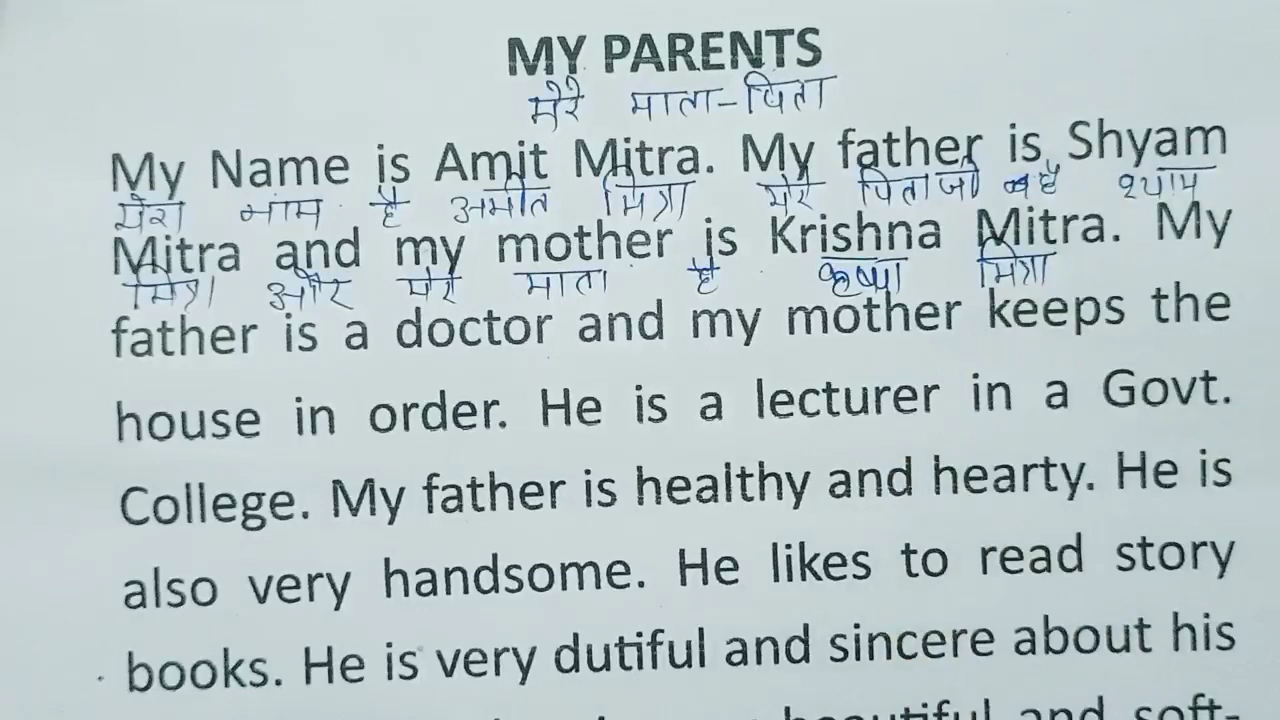 MY PARENTS
मेरे माता-पिता
My Name is Amit Mitra. My father is Shyam
मेरा नाम है अमीत मित्रा मेरे पिताजी है श्याम
Mitra and my mother is Krishna Mitra. My
मित्रा और मेरे माता है कृष्णा मित्रा
father is a doctor and my mother keeps the
house in order. He is a lecturer in a Govt.
College. My father is healthy and hearty. He is
also very handsome. He likes to read story
books. He is very dutiful and sincere about his
beautiful and soft-